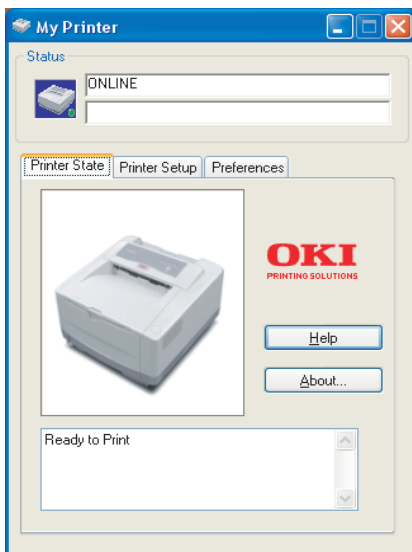 My Printer
Status
ONLINE
Printer State Printer Setup Preferences
OKI
PRINTING SOLUTIONS
Help
About...
Ready to Print